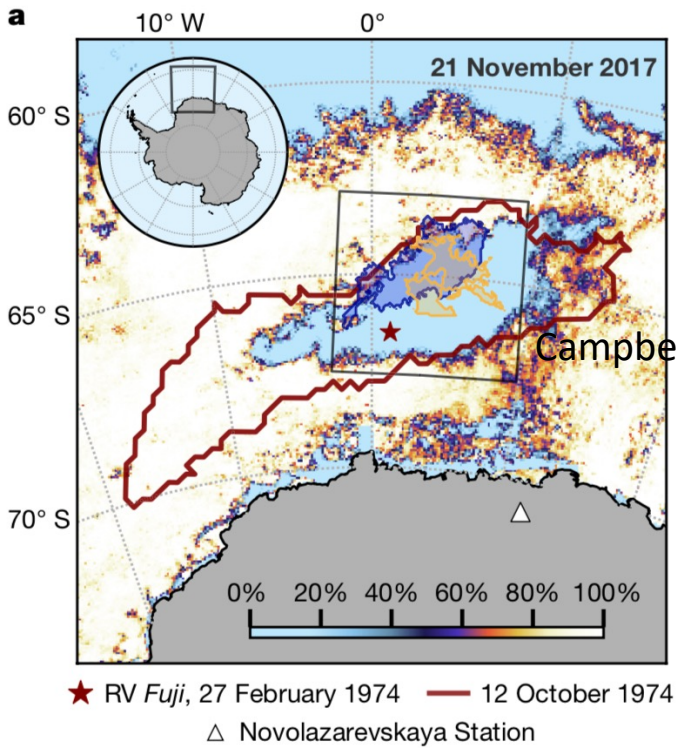 a
10° W
0°
21 November 2017
60° S
65° S
Campbe
70° S
0% 20% 40% 60% 80% 100%
★ RV Fuji, 27 February 1974 — 12 October 1974
△ Novolazarevskaya Station